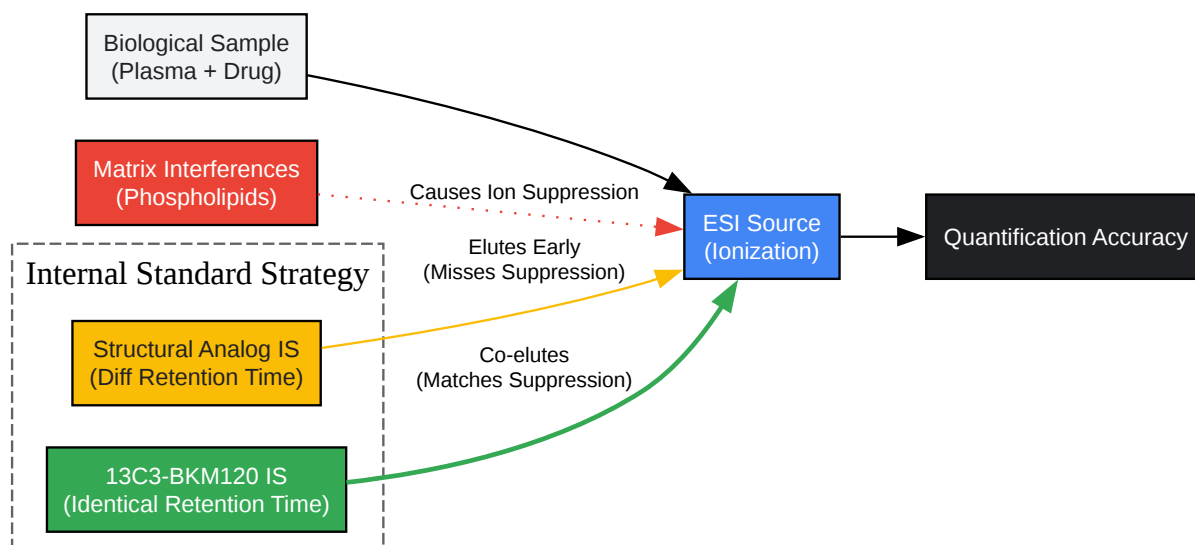 Biological Sample
(Plasma + Drug)
Matrix Interferences
(Phospholipids)
Causes Ion Suppression
ESI Source
(Ionization)
Quantification Accuracy
Elutes Early
(Misses Suppression)
Internal Standard Strategy
Structural Analog IS
(Diff Retention Time)
Co-elutes
(Matches Suppression)
13C3-BKM120 IS
(Identical Retention Time)